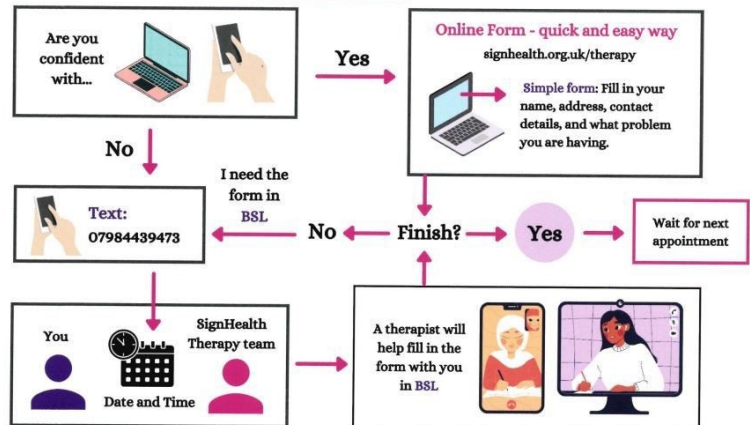 Are you
confident
with...
Yes
Online Form - quick and easy way
signhealth.org.uk/therapy
Simple form: Fill in your
name, address, contact
details, and what problem
you are having.
No
I need the
form in
BSL
Text:
07984439473
No
Finish?
Yes
Wait for next
appointment
You
SignHealth
Therapy team
Date and Time
A therapist will
help fill in the
form with you
in BSL